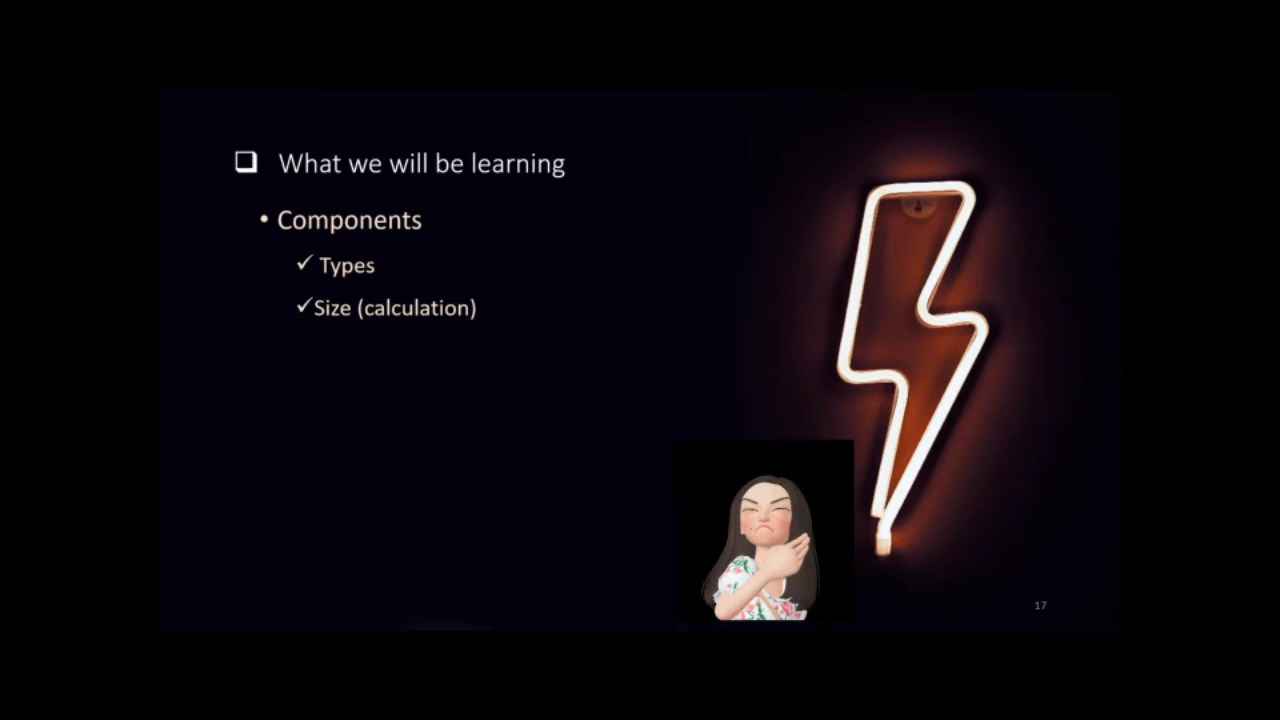 ❑ What we will be learning
• Components
✓ Types
✓Size (calculation)
17